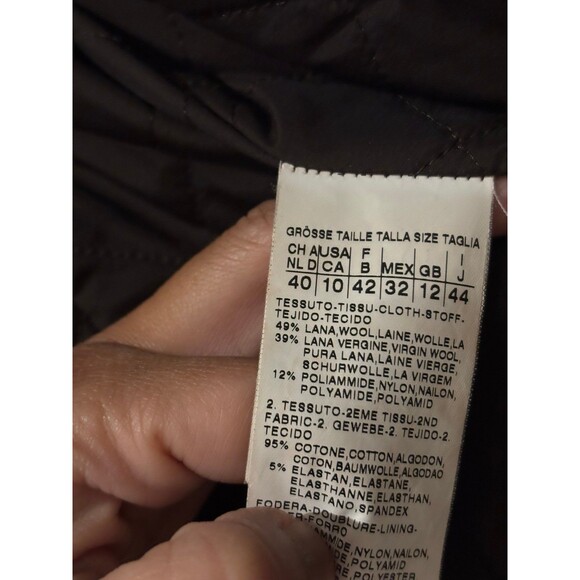 GRÖSSE TAILLE TALLA SIZE TAGLIA
CH A USA F MEX GB I
NL D CA B J
40 10 42 32 12 44
TESSUTO-TISSU-CLOTH-STOFF-
TEJIDO-TECIDO
49% LANA,WOOL,LAINE,WOLLE,LA
39% LANA VERGINE,VIRGIN WOOL,
PURA LANA,LAINE VIERGE,
SCHURWOLLE,LA VIRGEM
12% POLIAMMIDE,NYLON,NAILON,
POLYAMIDE,POLYAMID
2. TESSUTO-2EME TISSU-2ND
FABRIC-2. GEWEBE-2. TEJIDO-2.
TECIDO
95% COTONE,COTTON,ALGODON,
COTON,BAUMWOLLE,ALGODAO
5% ELASTAN,ELASTANE,
ELASTHANNE,ELASTHAN,
ELASTANO,SPANDEX
FODERA-DOUBLURE-LINING-
FORRO
NYLON,NAILON,
POLYAMID